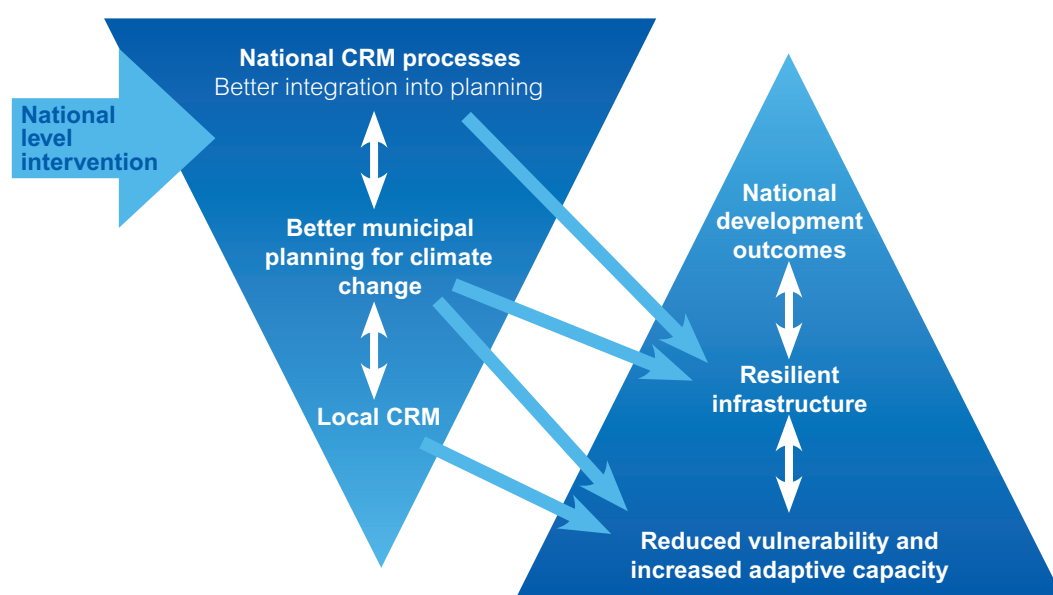 National CRM processes
Better integration into planning
National
level
intervention
Better municipal
planning for climate
change
Local CRM
National
development
outcomes
Resilient
infrastructure
Reduced vulnerability and
increased adaptive capacity